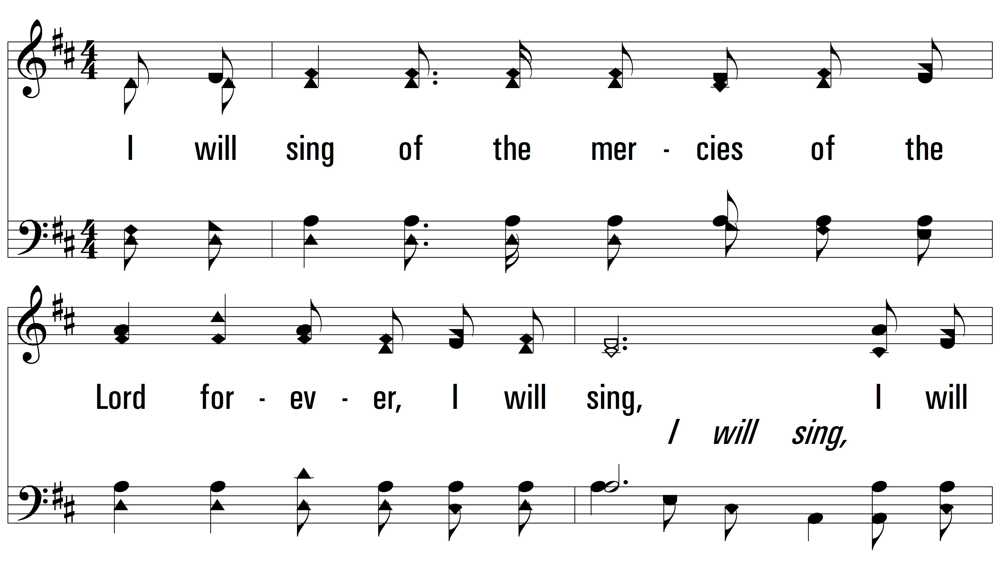 I will sing of the mer - cies of the
Lord for - ev - er, I will sing, I will
I will sing,